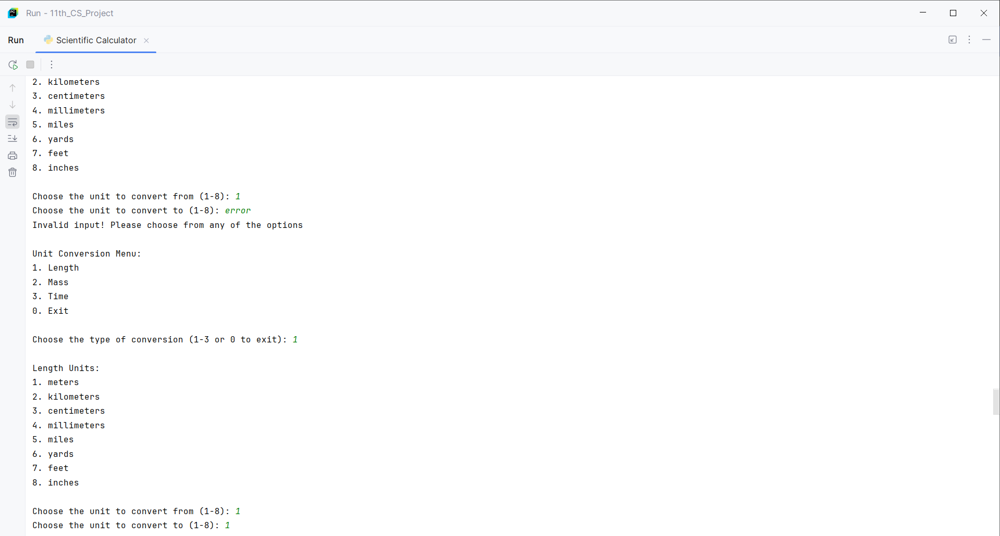 Run - 11th_CS_Project
Run Scientific Calculator
2. kilometers
3. centimeters
4. millimeters
5. miles
6. yards
7. feet
8. inches
Choose the unit to convert from (1-8): 1
Choose the unit to convert to (1-8): error
Invalid input! Please choose from any of the options
Unit Conversion Menu:
1. Length
2. Mass
3. Time
0. Exit
Choose the type of conversion (1-3 or 0 to exit): 1
Length Units:
1. meters
2. kilometers
3. centimeters
4. millimeters
5. miles
6. yards
7. feet
8. inches
Choose the unit to convert from (1-8): 1
Choose the unit to convert to (1-8): 1